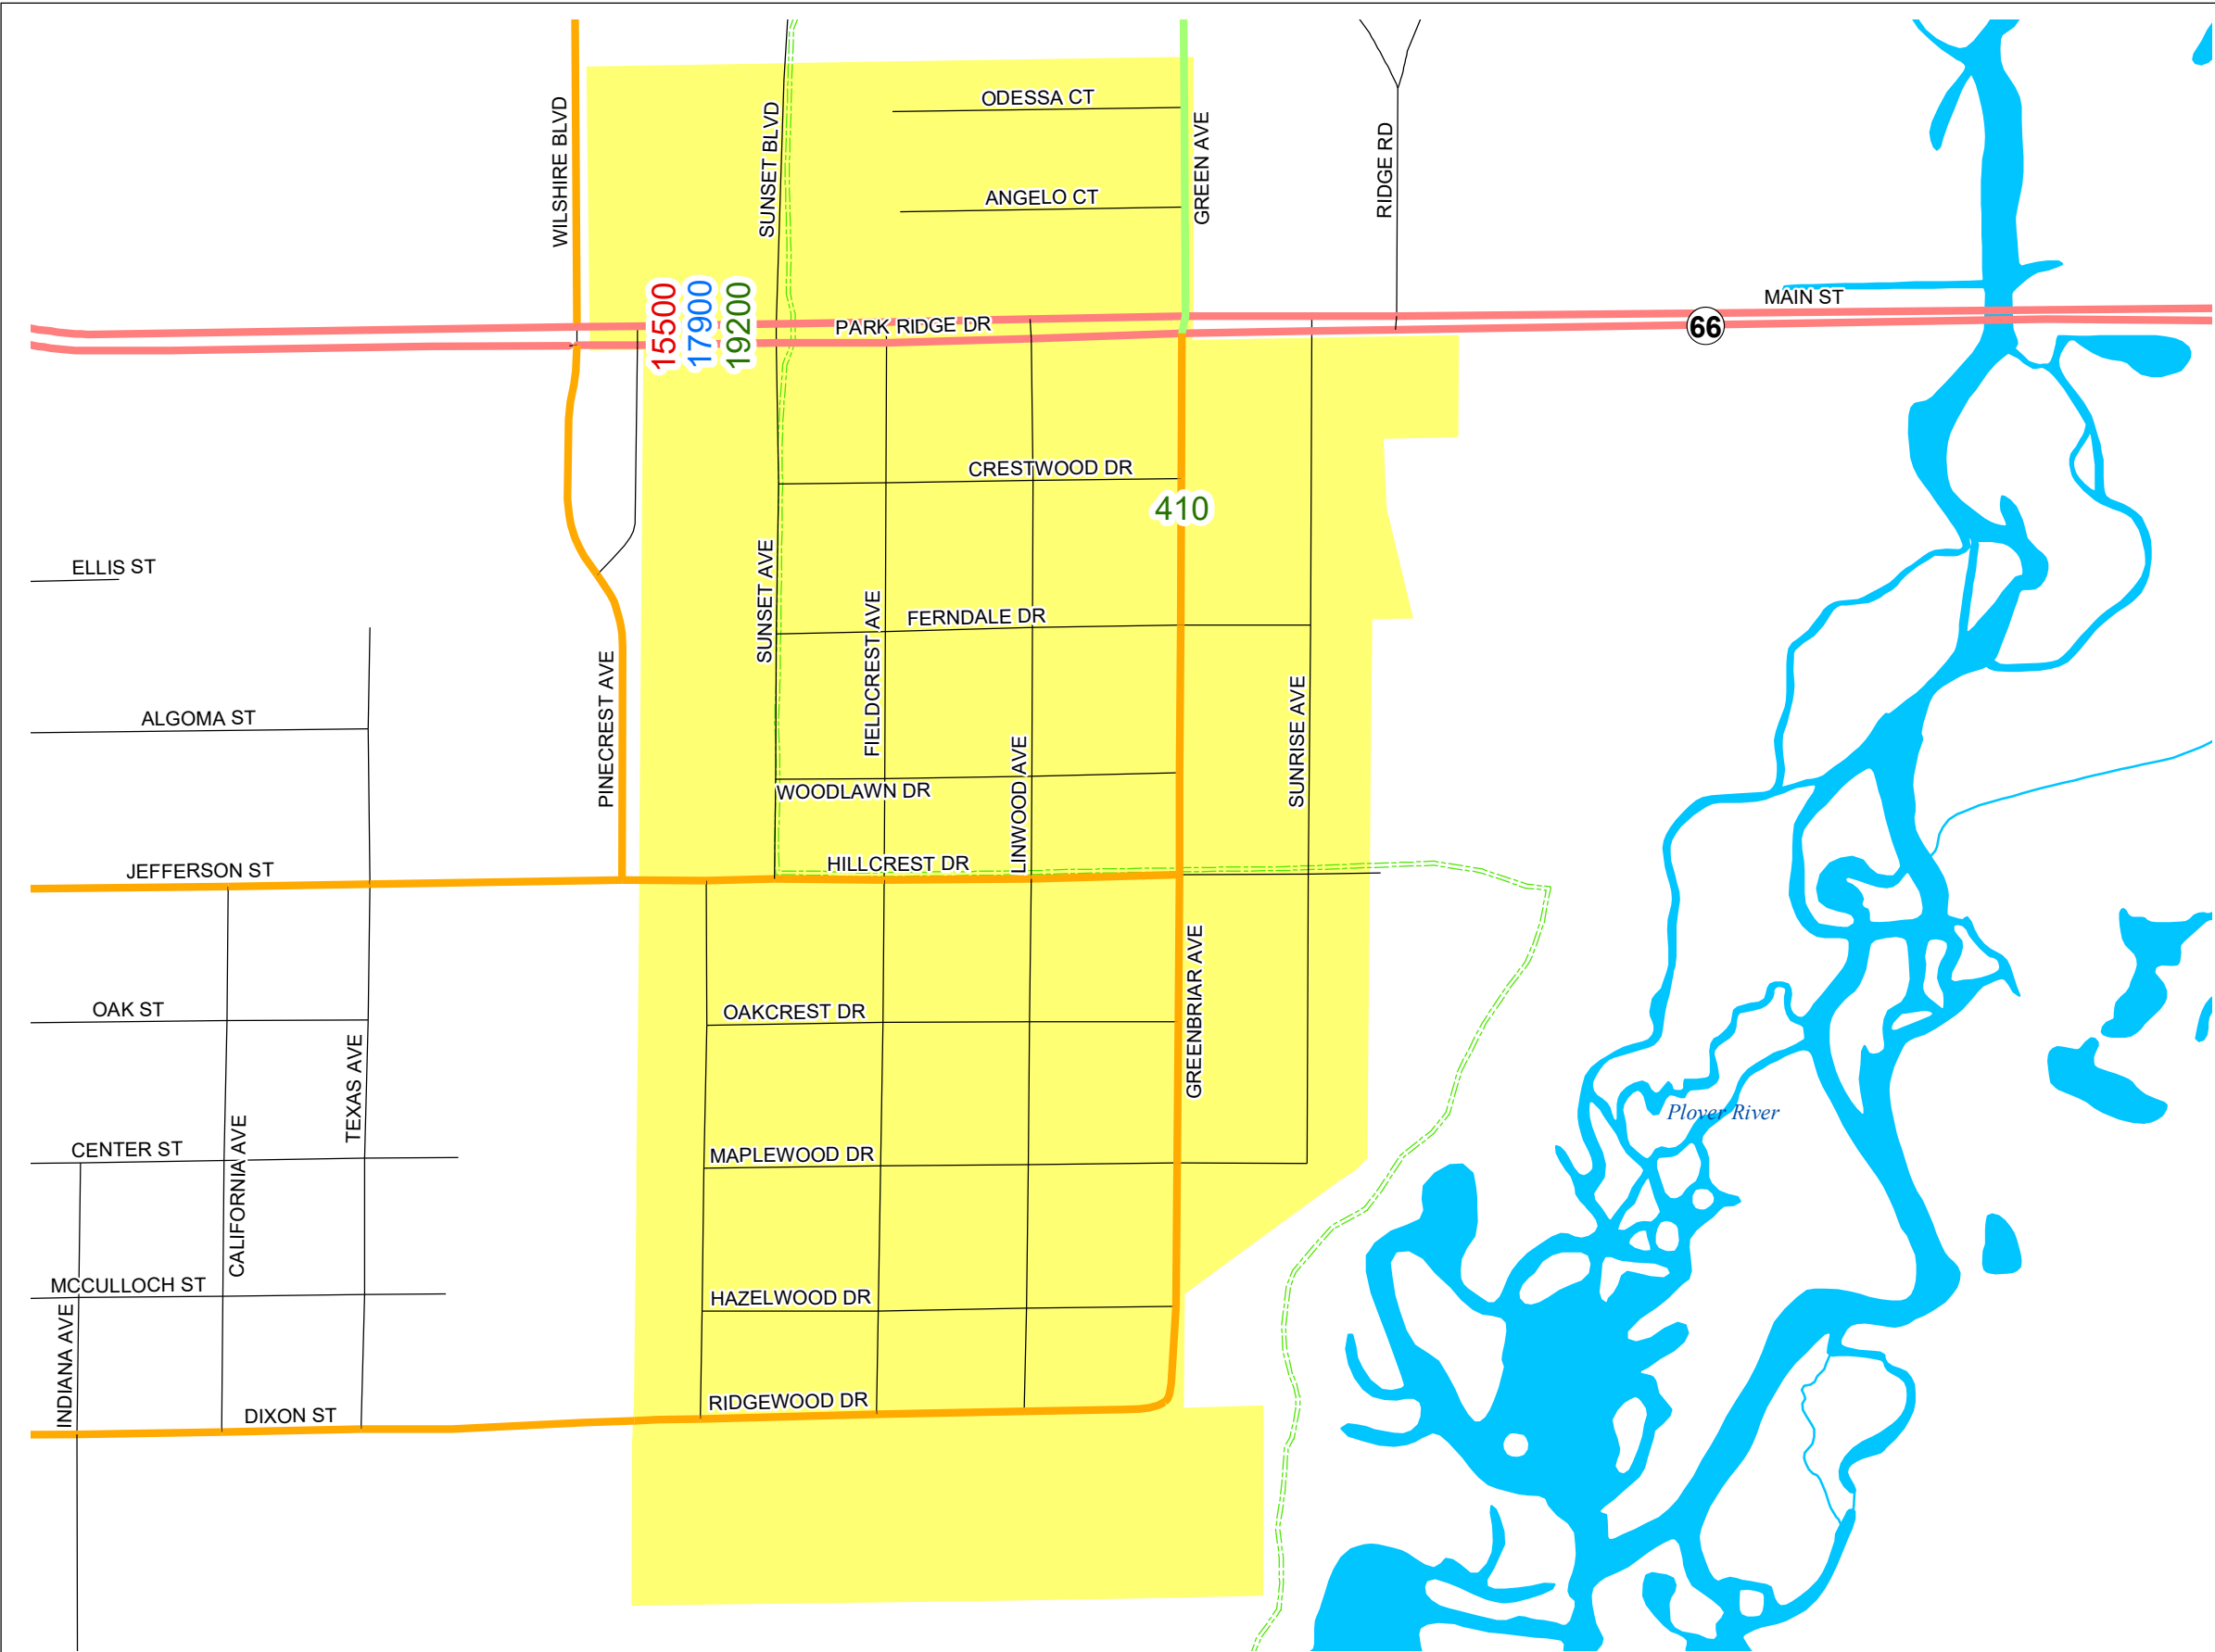 ODESSA CT
WILSHIRE BLVD
SUNSET BLVD
GREEN AVE
RIDGE RD
ANGELO CT
15500
17900
19200
MAIN ST
PARK RIDGE DR
66
CRESTWOOD DR
410
ELLIS ST
SUNSET AVE
FIELDCREST AVE
FERNDALE DR
PINECREST AVE
SUNRISE AVE
ALGOMA ST
LINWOOD AVE
WOODLAWN DR
JEFFERSON ST
HILLCREST DR
GREENBRIAR AVE
OAK ST
OAKCREST DR
TEXAS AVE
Plover River
CALIFORNIA AVE
CENTER ST
MAPLEWOOD DR
MCCULLOCH ST
HAZELWOOD DR
INDIANA AVE
RIDGEWOOD DR
DIXON ST